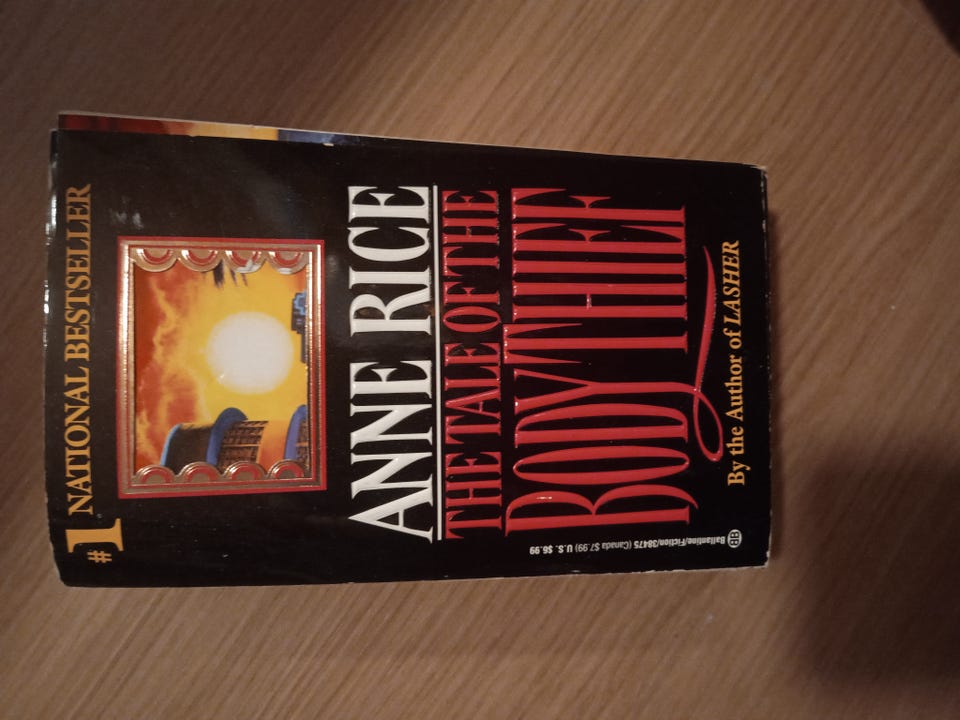 #1 NATIONAL BESTSELLER
ANNE RICE
THE TALE OF THE
BODY THIEF
By the Author of LASHER
Ballantine/Fiction/38475 (Canada $7.99) U.S. $6.99
BB